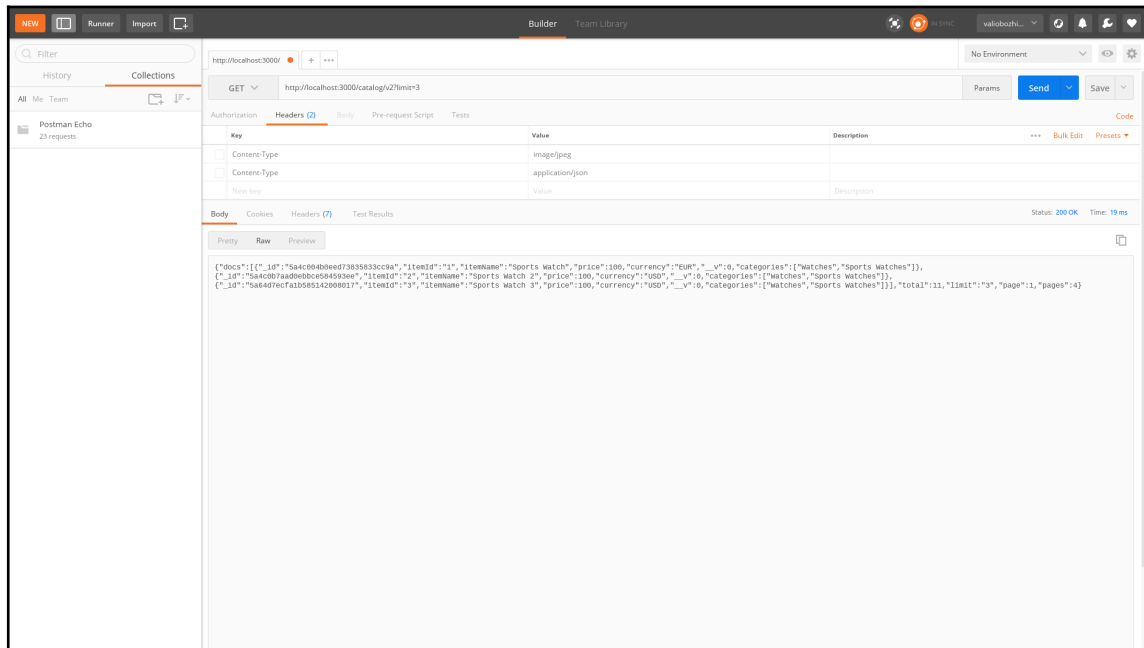 NEW Runner Import Builder Team Library IN SYNC valiobozhi...
Filter
History Collections
All Me Team
Postman Echo
23 requests
http://localhost:3000/ + ••• No Environment
GET http://localhost:3000/catalog/v2?limit=3 Params Send Save
Authorization Headers (2) Body Pre-request Script Tests Code
Key Value Description ••• Bulk Edit Presets
Content-Type image/jpeg
Content-Type application/json
New key Value Description
Body Cookies Headers (7) Test Results Status: 200 OK Time: 19 ms
Pretty Raw Preview
{"docs":[{"_id":"5a4c004b0eed73835833cc9a","itemId":"1","itemName":"Sports Watch","price":100,"currency":"EUR","__v":0,"categories":["Watches","Sports Watches"]},
{"_id":"5a4c0b7aad0ebbce584593ee","itemId":"2","itemName":"Sports Watch 2","price":100,"currency":"USD","__v":0,"categories":["Watches","Sports Watches"]},
{"_id":"5a64d7ecfa1b585142008017","itemId":"3","itemName":"Sports Watch 3","price":100,"currency":"USD","__v":0,"categories":["Watches","Sports Watches"]}],"total":11,"limit":"3","page":1,"pages":4}